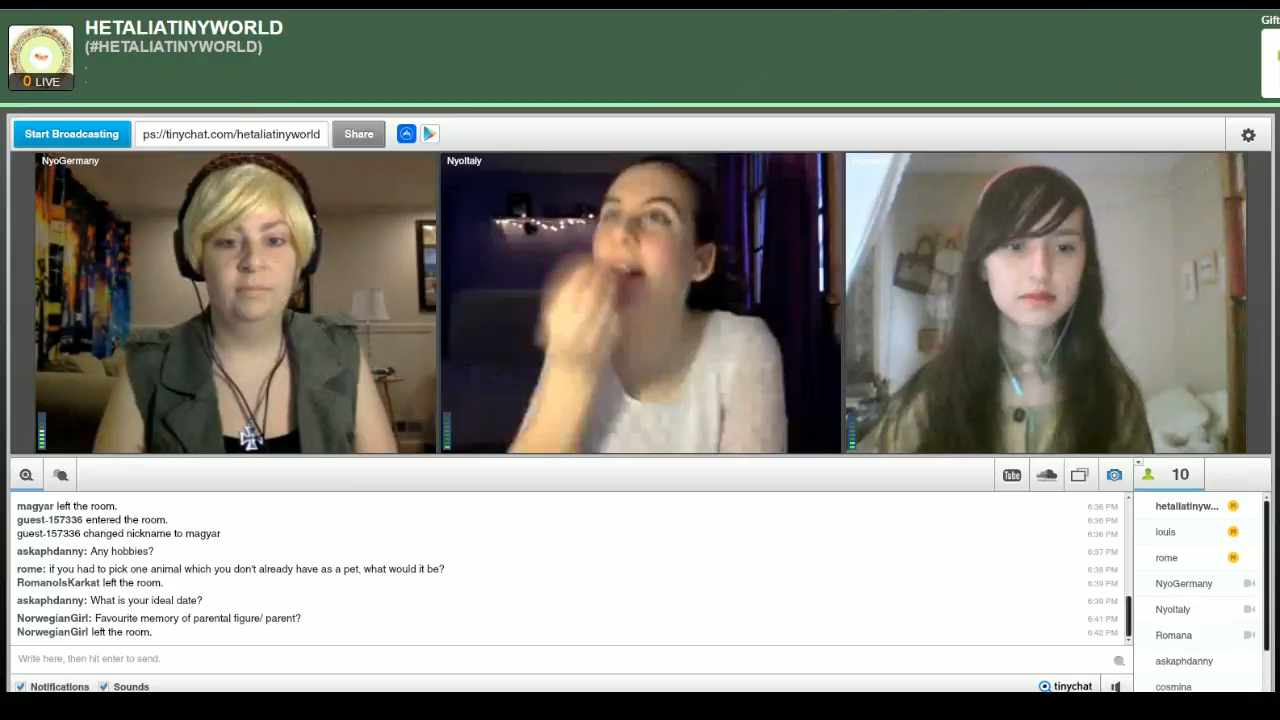 HETALIATINYWORLD
Gift
(#HETALIATINYWORLD)
0 LIVE
Start Broadcasting
ps://tinychat.com/hetaliatinyworld
Share
NyoGermany
NyoItaly
Romana
You Tube
10
magyar left the room.
6:36 PM
guest-157336 entered the room.
6:36 PM
guest-157336 changed nickname to magyar
6:36 PM
askaphdanny: Any hobbies?
6:37 PM
rome: if you had to pick one animal which you don't already have as a pet, what would it be?
6:38 PM
RomanoIsKarkat left the room.
6:39 PM
askaphdanny: What is your ideal date?
6:39 PM
NorwegianGirl: Favourite memory of parental figure/ parent?
6:41 PM
NorwegianGirl left the room.
6:42 PM
hetaliatinyw...
louis
rome
NyoGermany
NyoItaly
Romana
askaphdanny
cosmina
Write here, then hit enter to send.
Notifications
Sounds
tinychat